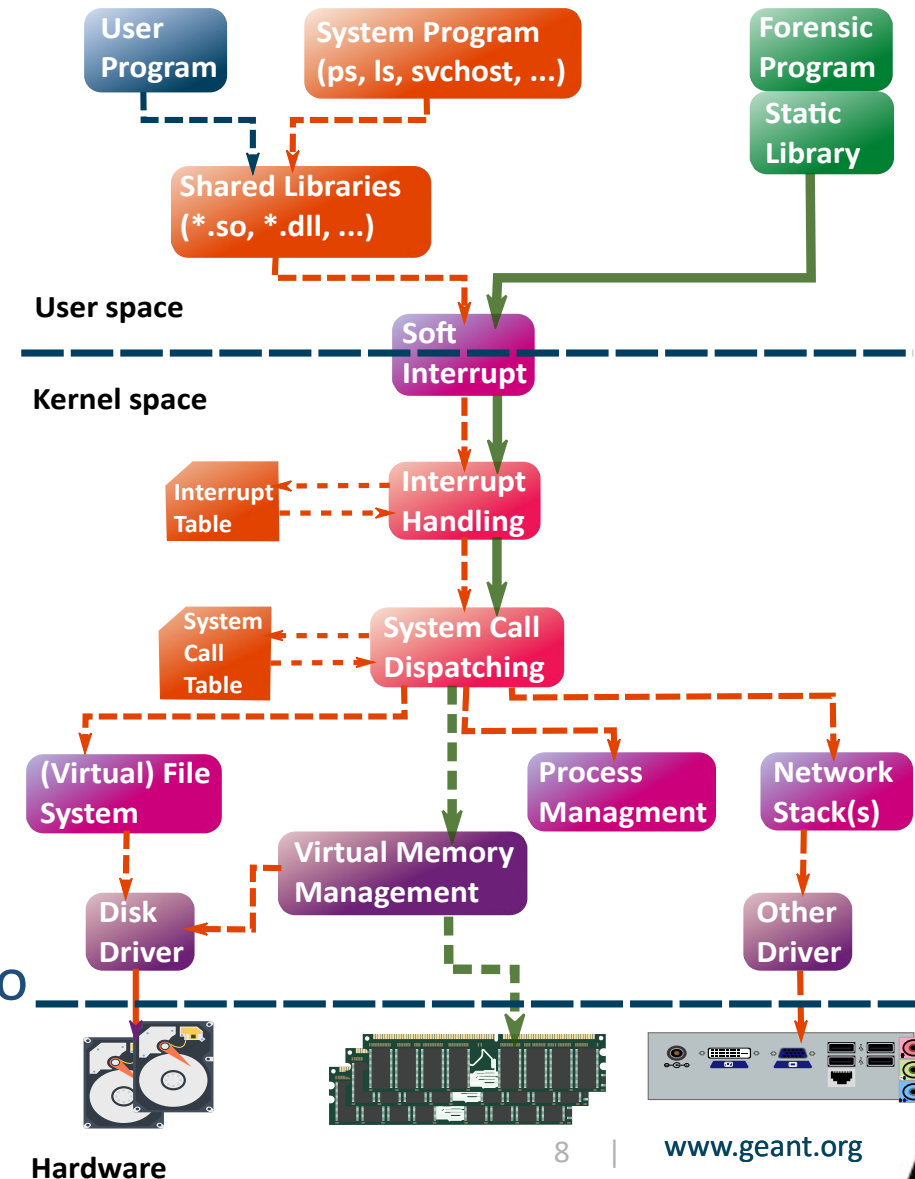 User
Program
System Program
(ps, ls, svchost, ...)
Forensic
Program
Static
Library
Shared Libraries
(*.so, *.dll, ...)
User space
Soft
Interrupt
Kernel space
Interrupt
Table
Interrupt
Handling
System
Call
Table
System Call
Dispatching
(Virtual) File
System
Process
Managment
Network
Stack(s)
Virtual Memory
Management
Disk
Driver
Other
Driver
Hardware
8 | www.geant.org